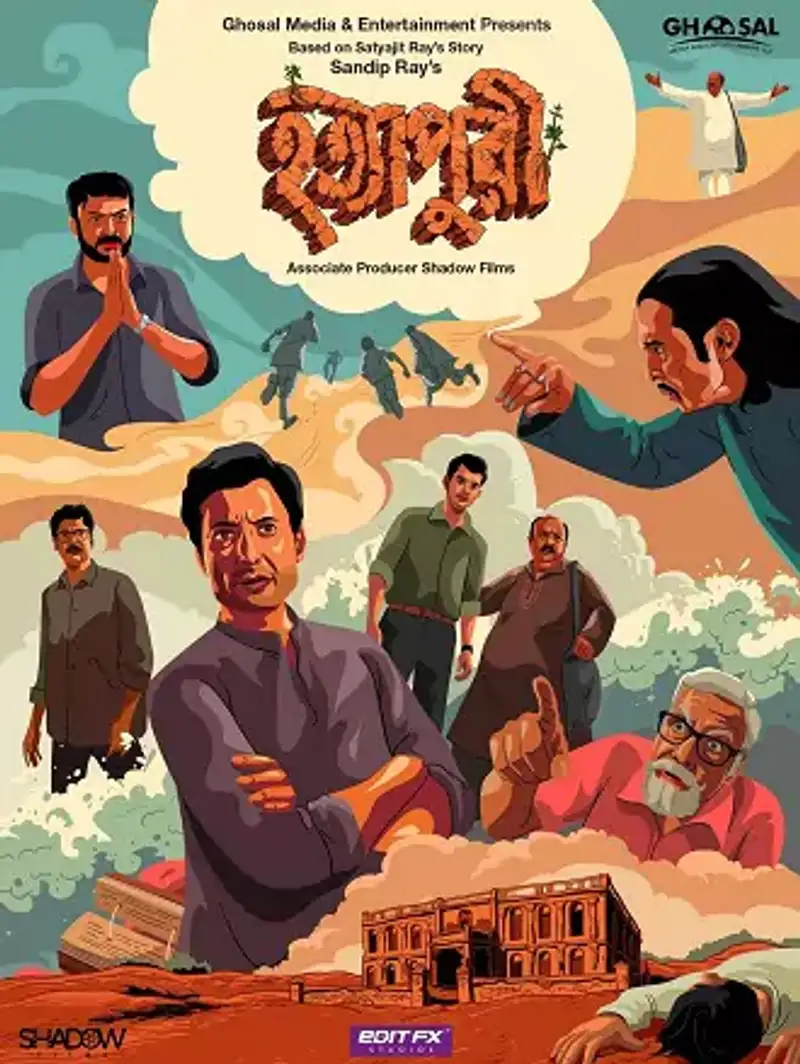 Ghosal Media & Entertainment Presents
GHOSAL
Based on Satyajit Ray's Story
Sandip Ray's
হত্যাপুরী
Associate Producer Shadow Films
SHADOW
FILMS
EDIT FX
STUDIOS